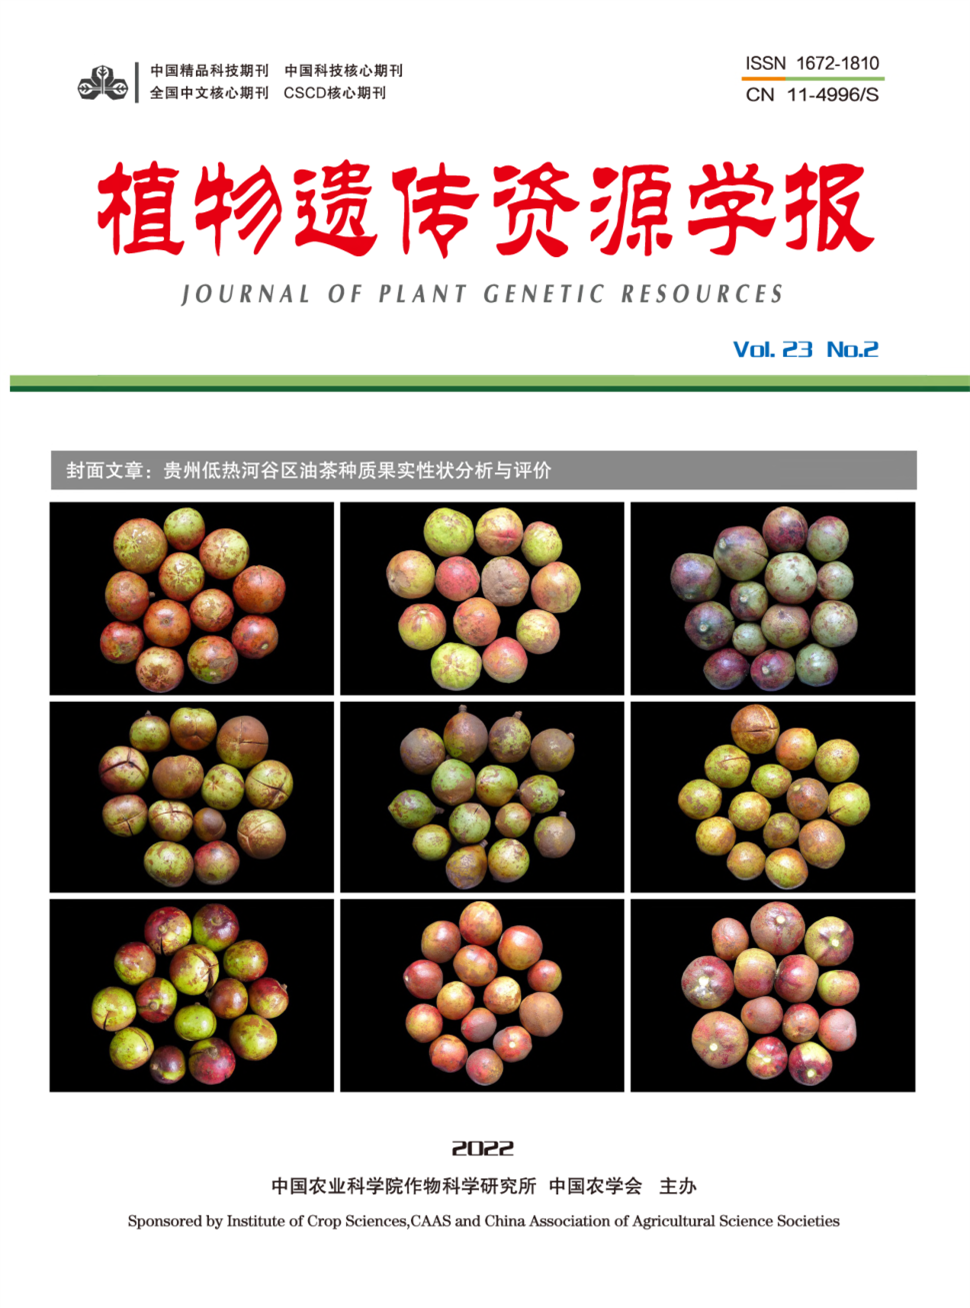 中国精品科技期刊 中国科技核心期刊
全国中文核心期刊 CSCD核心期刊
ISSN 1672-1810
CN 11-4996/S
植物遗传资源学报
JOURNAL OF PLANT GENETIC RESOURCES
Vol. 23 No.2
封面文章：贵州低热河谷区油茶种质果实性状分析与评价
2022
中国农业科学院作物科学研究所 中国农学会 主办
Sponsored by Institute of Crop Sciences,CAAS and China Association of Agricultural Science Societies